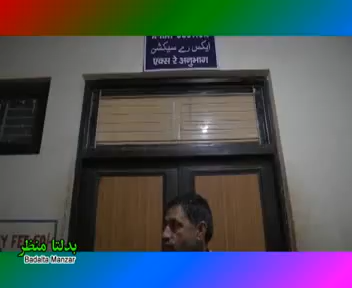 X-RAY SECTION
ایکس رے سیکشن
एक्स रे अनुभाग
بدلتا منظر
Badalta Manzar